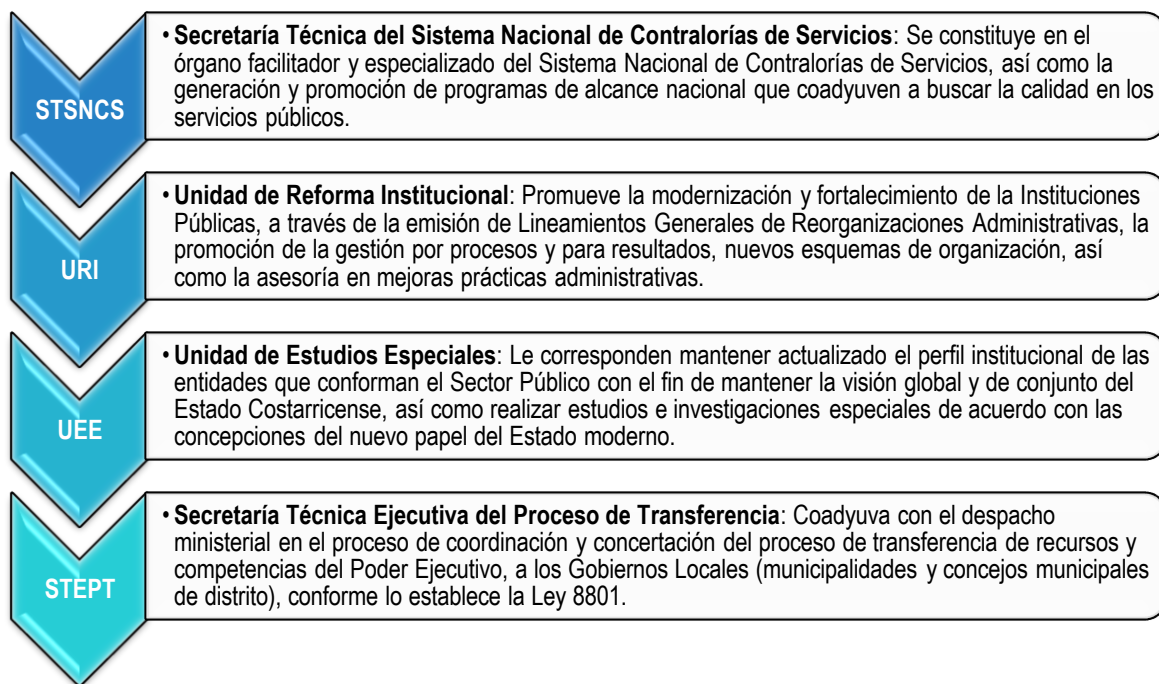 STSNCS
• Secretaría Técnica del Sistema Nacional de Contralorías de Servicios: Se constituye en el
órgano facilitador y especializado del Sistema Nacional de Contralorías de Servicios, así como la
generación y promoción de programas de alcance nacional que coadyuven a buscar la calidad en los
servicios públicos.
URI
• Unidad de Reforma Institucional: Promueve la modernización y fortalecimiento de la Instituciones
Públicas, a través de la emisión de Lineamientos Generales de Reorganizaciones Administrativas, la
promoción de la gestión por procesos y para resultados, nuevos esquemas de organización, así
como la asesoría en mejoras prácticas administrativas.
UEE
• Unidad de Estudios Especiales: Le corresponden mantener actualizado el perfil institucional de las
entidades que conforman el Sector Público con el fin de mantener la visión global y de conjunto del
Estado Costarricense, así como realizar estudios e investigaciones especiales de acuerdo con las
concepciones del nuevo papel del Estado moderno.
STEPT
• Secretaría Técnica Ejecutiva del Proceso de Transferencia: Coadyuva con el despacho
ministerial en el proceso de coordinación y concertación del proceso de transferencia de recursos y
competencias del Poder Ejecutivo, a los Gobiernos Locales (municipalidades y concejos municipales
de distrito), conforme lo establece la Ley 8801.